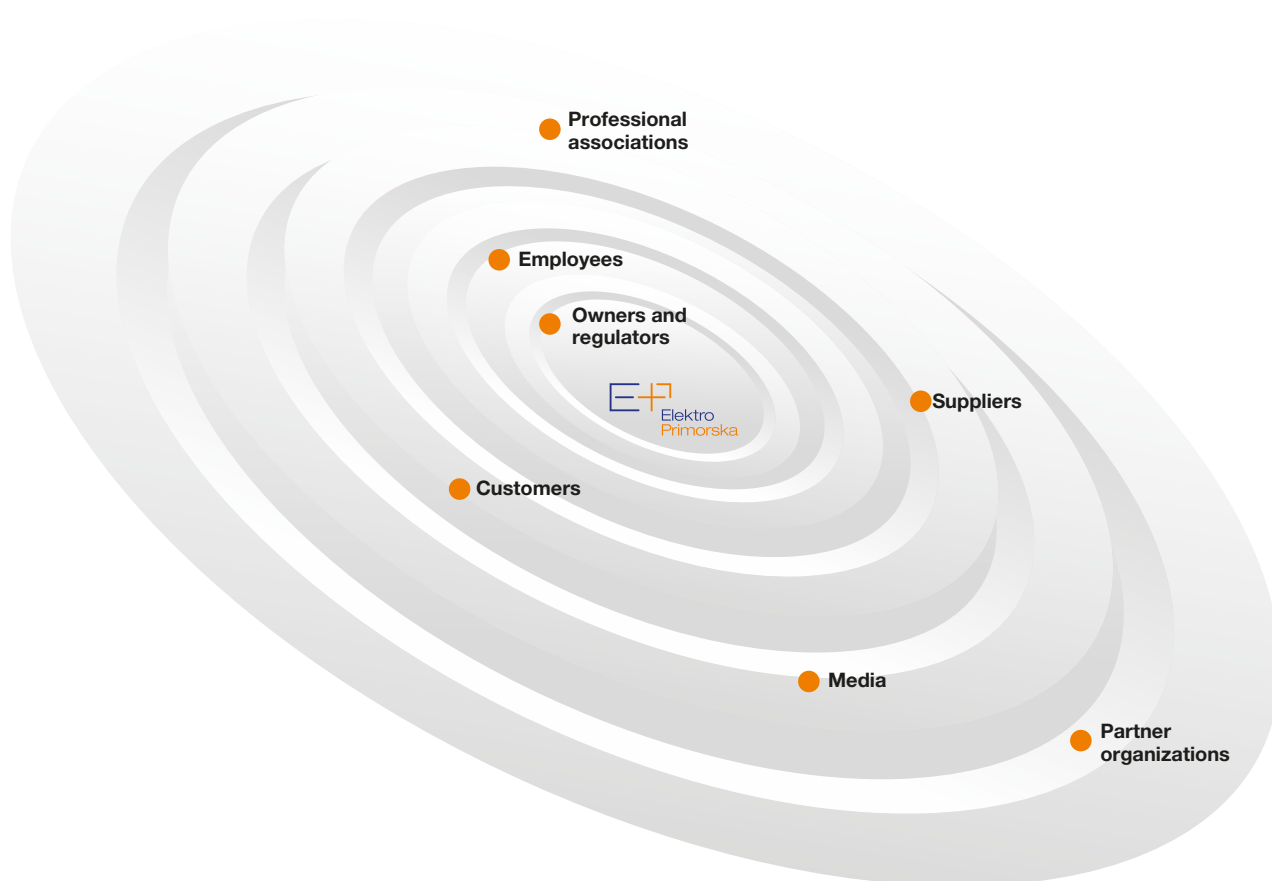 Professional
associations
Employees
Owners and
regulators
Elektro
Primorska
Suppliers
Customers
Media
Partner
organizations